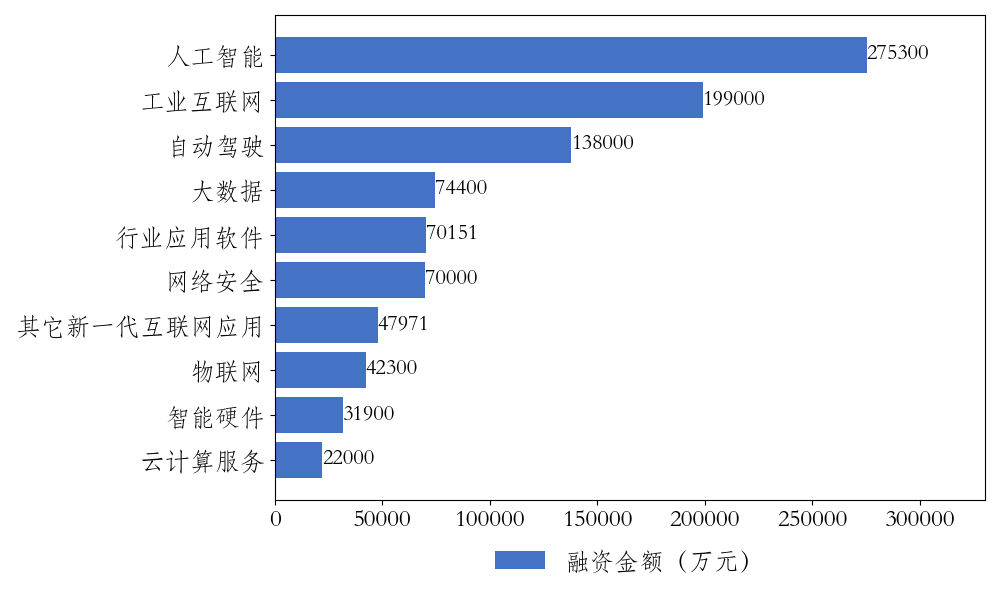 人工智能 275300
工业互联网 199000
自动驾驶 138000
大数据 74400
行业应用软件 70151
网络安全 70000
其它新一代互联网应用 47971
物联网 42300
智能硬件 31900
云计算服务 22000
0 50000 100000 150000 200000 250000 300000
融资金额（万元）